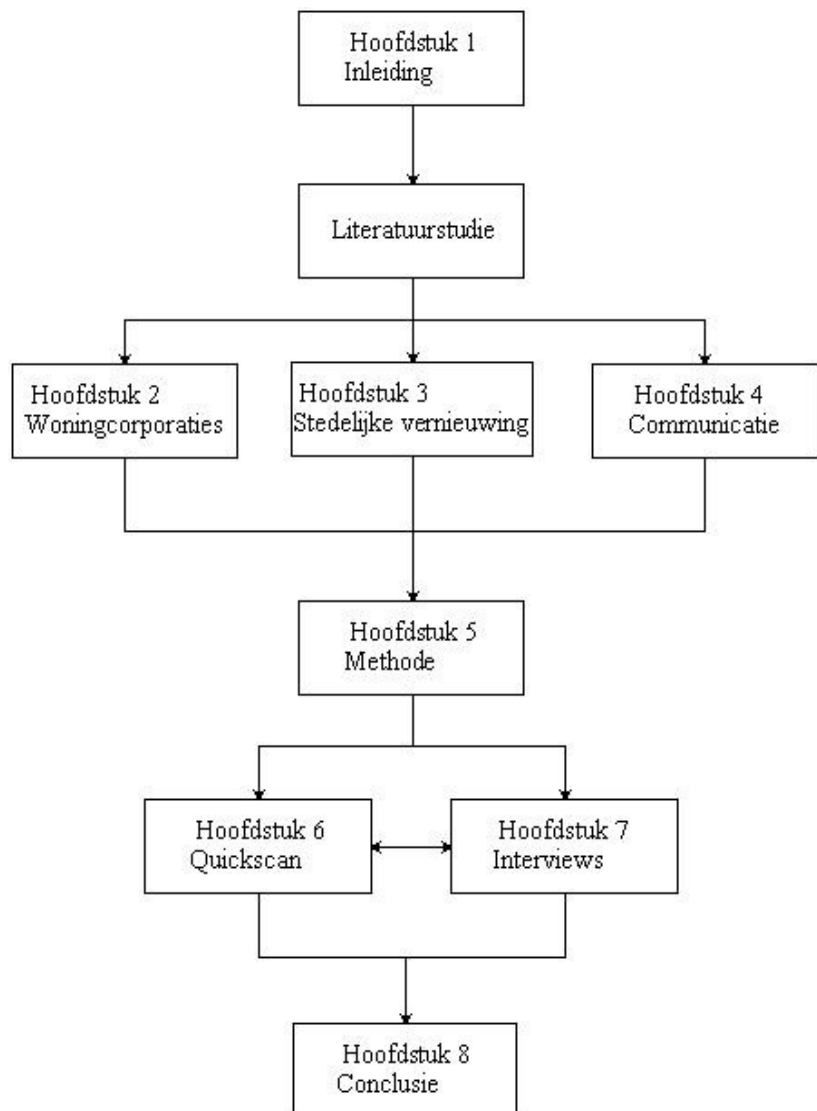 Hoofdstuk 1
Inleiding
Literatuurstudie
Hoofdstuk 2
Woningcorporaties
Hoofdstuk 3
Stedelijke vernieuwing
Hoofdstuk 4
Communicatie
Hoofdstuk 5
Methode
Hoofdstuk 6
Quickscan
Hoofdstuk 7
Interviews
Hoofdstuk 8
Conclusie